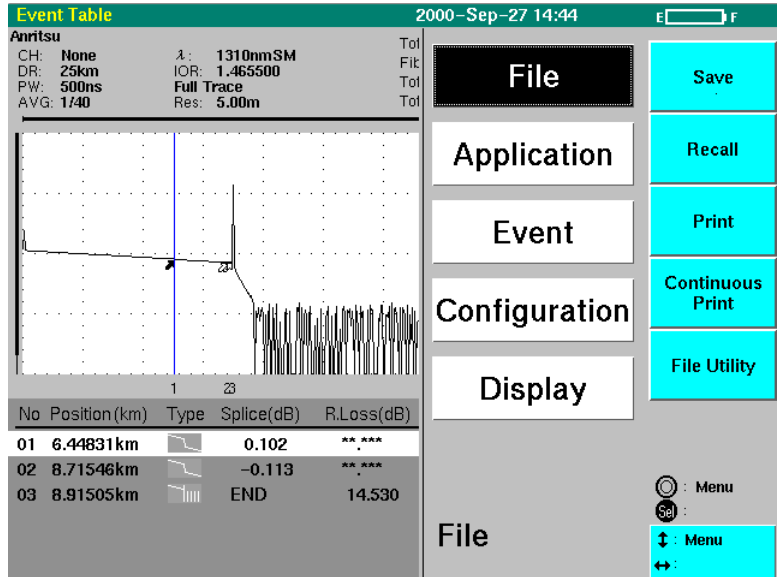 Event Table 2000-Sep-27 14:44 E F
Anritsu
CH: None λ: 1310nmSM Tot
DR: 25km IOR: 1.465500 Fib
PW: 500ns Full Trace Tot
AVG: 1/40 Res: 5.00m Tot
1 23
No Position(km) Type Splice(dB) R.Loss(dB)
01 6.44831km 0.102 **.***
02 8.71546km -0.113 **.***
03 8.91505km END 14.530
File
Application
Event
Configuration
Display
File
Save
Recall
Print
Continuous
Print
File Utility
: Menu
Sel :
↕ : Menu
↔ :